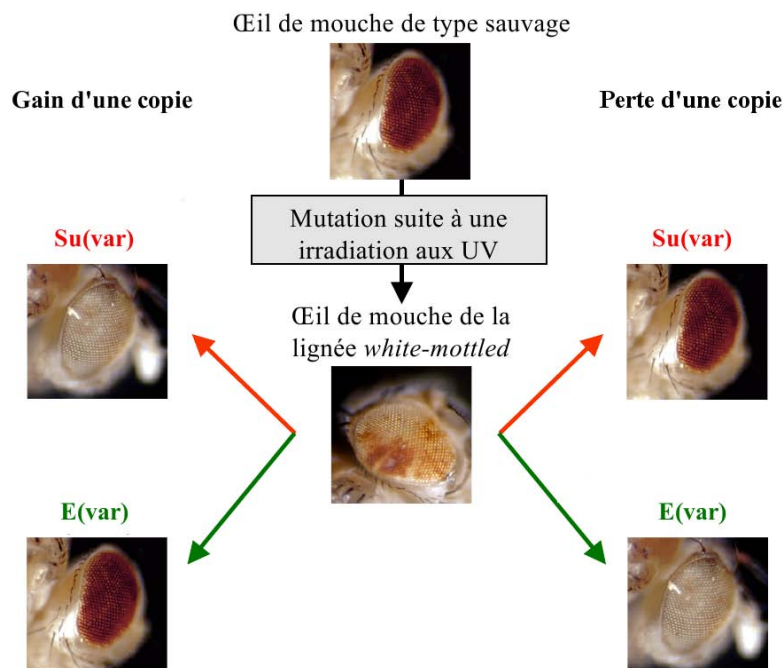 Œil de mouche de type sauvage
Gain d'une copie
Perte d'une copie
Mutation suite à une
irradiation aux UV
Su(var)
Su(var)
Œil de mouche de la
lignée white-mottled
E(var)
E(var)